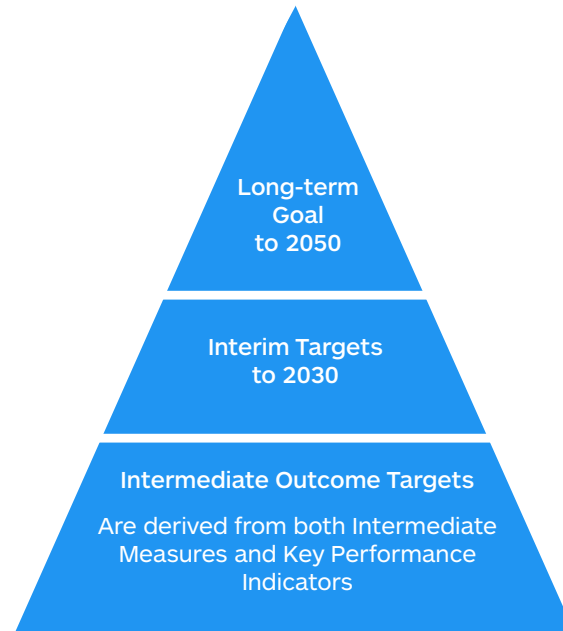 Long-term
Goal
to 2050
Interim Targets
to 2030
Intermediate Outcome Targets
Are derived from both Intermediate
Measures and Key Performance
Indicators